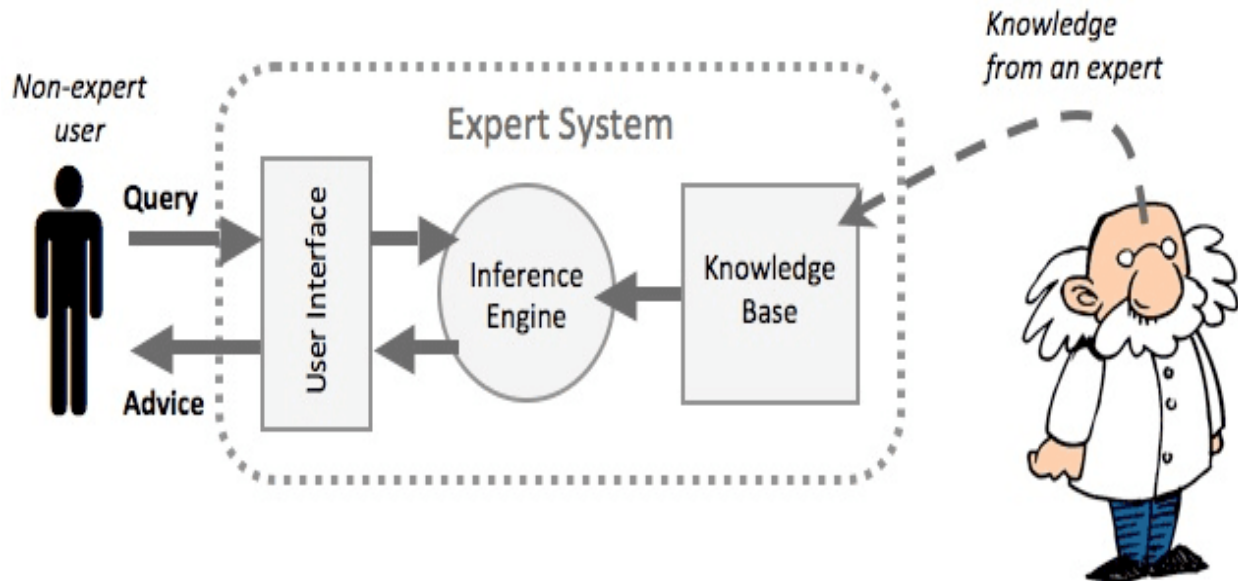 Knowledge
from an expert
Non-expert
user
Expert System
Query
User Interface
Inference
Engine
Knowledge
Base
Advice